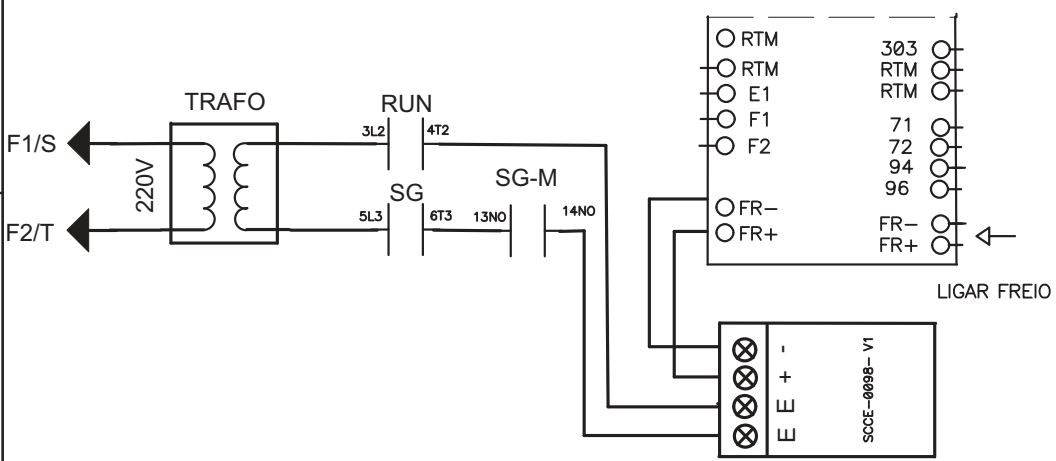 TRAFO
F1/S
F2/T
220V
RUN
3L2
4T2
SG
5L3
6T3
SG-M
13NO
14NO
RTM
RTM
E1
F1
F2
FR-
FR+
303
RTM
RTM
71
72
94
96
FR-
FR+
LIGAR FREIO
-
+
E
E
SCCE-0098- V1